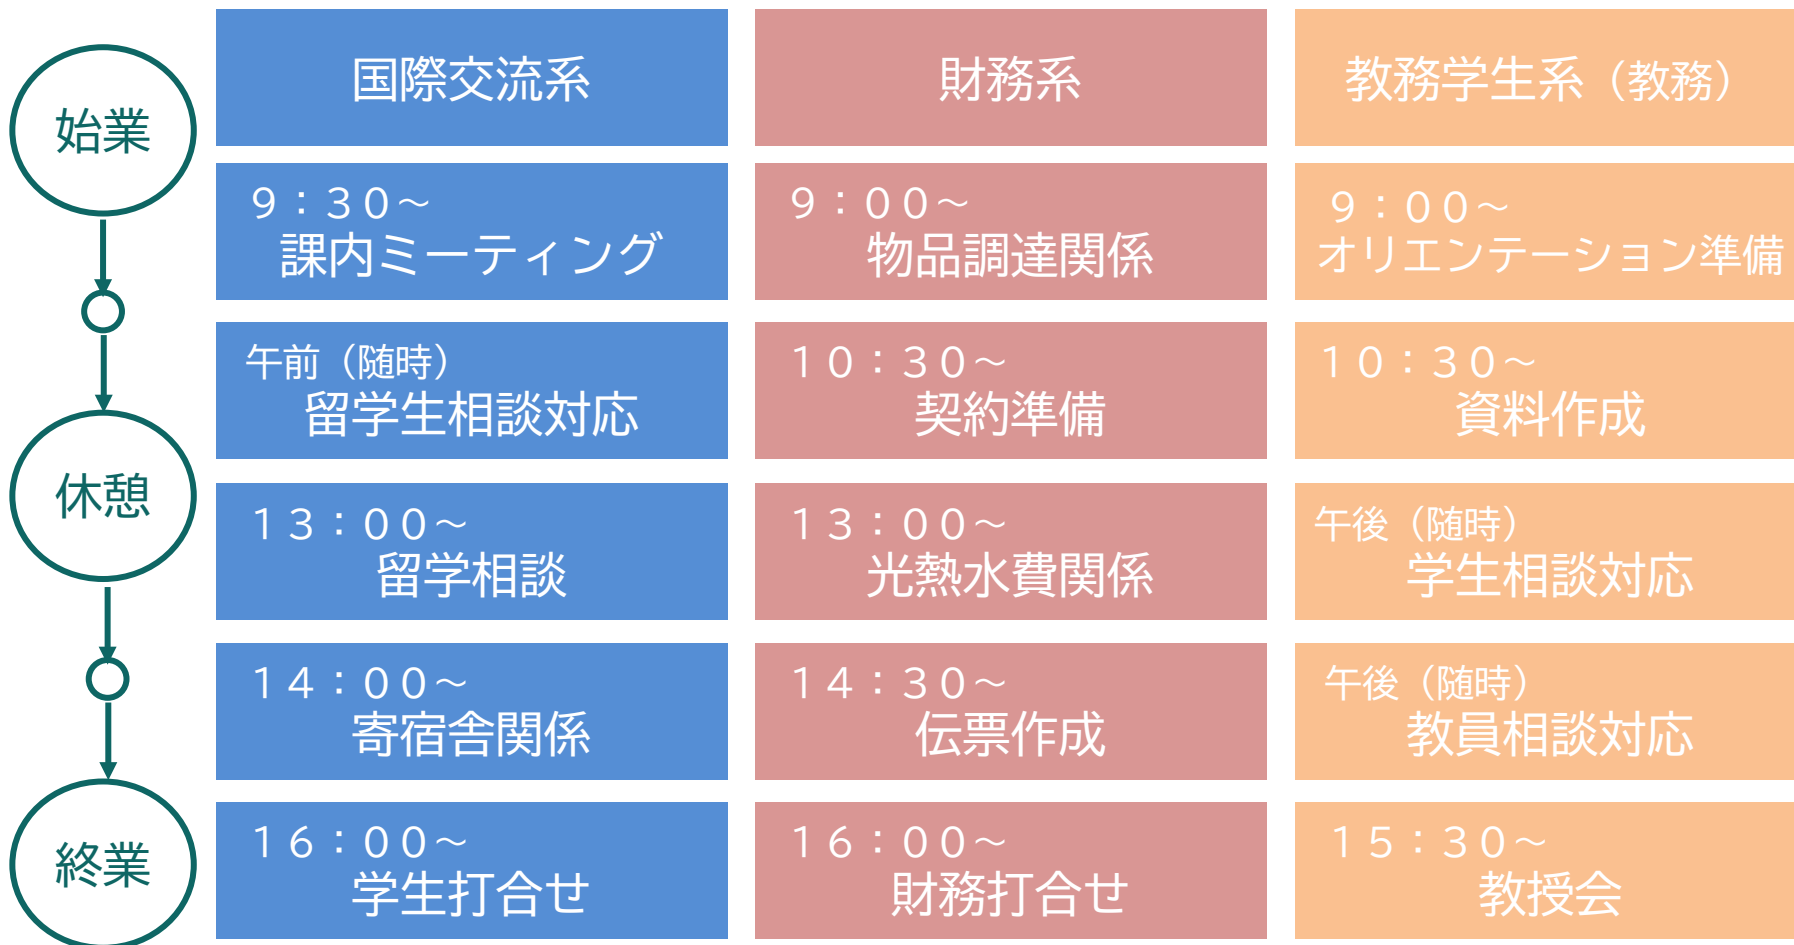 始業
休憩
終業
国際交流系
９：３０～
課内ミーティング
午前（随時）
留学生相談対応
１３：００～
留学相談
１４：００～
寄宿舎関係
１６：００～
学生打合せ
財務系
９：００～
物品調達関係
１０：３０～
契約準備
１３：００～
光熱水費関係
１４：３０～
伝票作成
１６：００～
財務打合せ
教務学生系（教務）
９：００～
オリエンテーション準備
１０：３０～
資料作成
午後（随時）
学生相談対応
午後（随時）
教員相談対応
１５：３０～
教授会